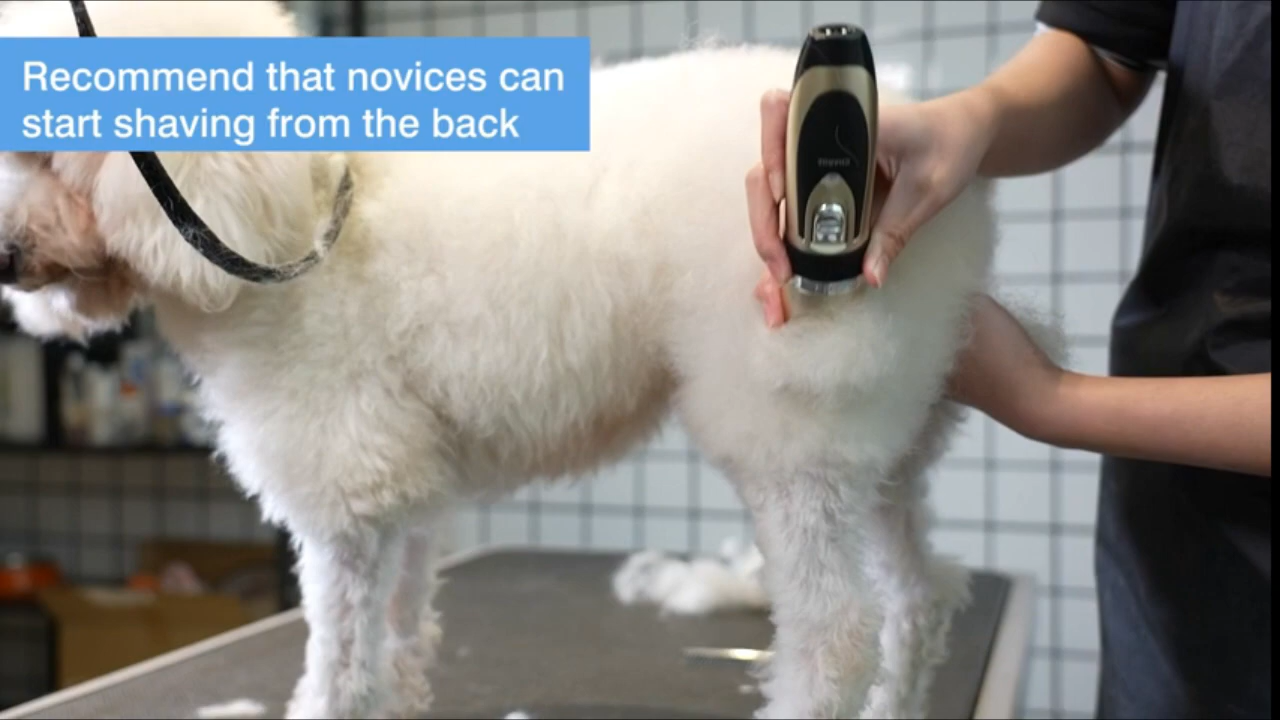 Recommend that novices can
start shaving from the back